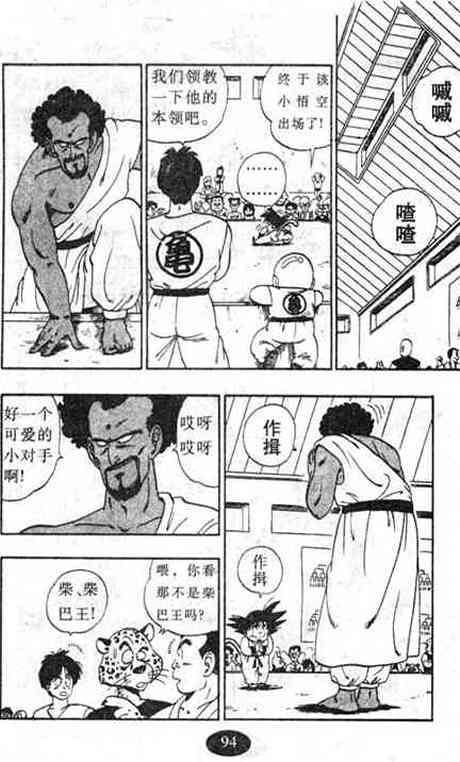 喊
喊
喳
喳
终于该
小悟空
出场了!
……
……
我们领教
一下他的
本领吧。
亀
亀
作
揖
作
揖
哎呀
哎呀
好一个
可爱的
小对手
啊!
喂，你看
那不是柴
巴王吗?
柴、柴
巴王!
94